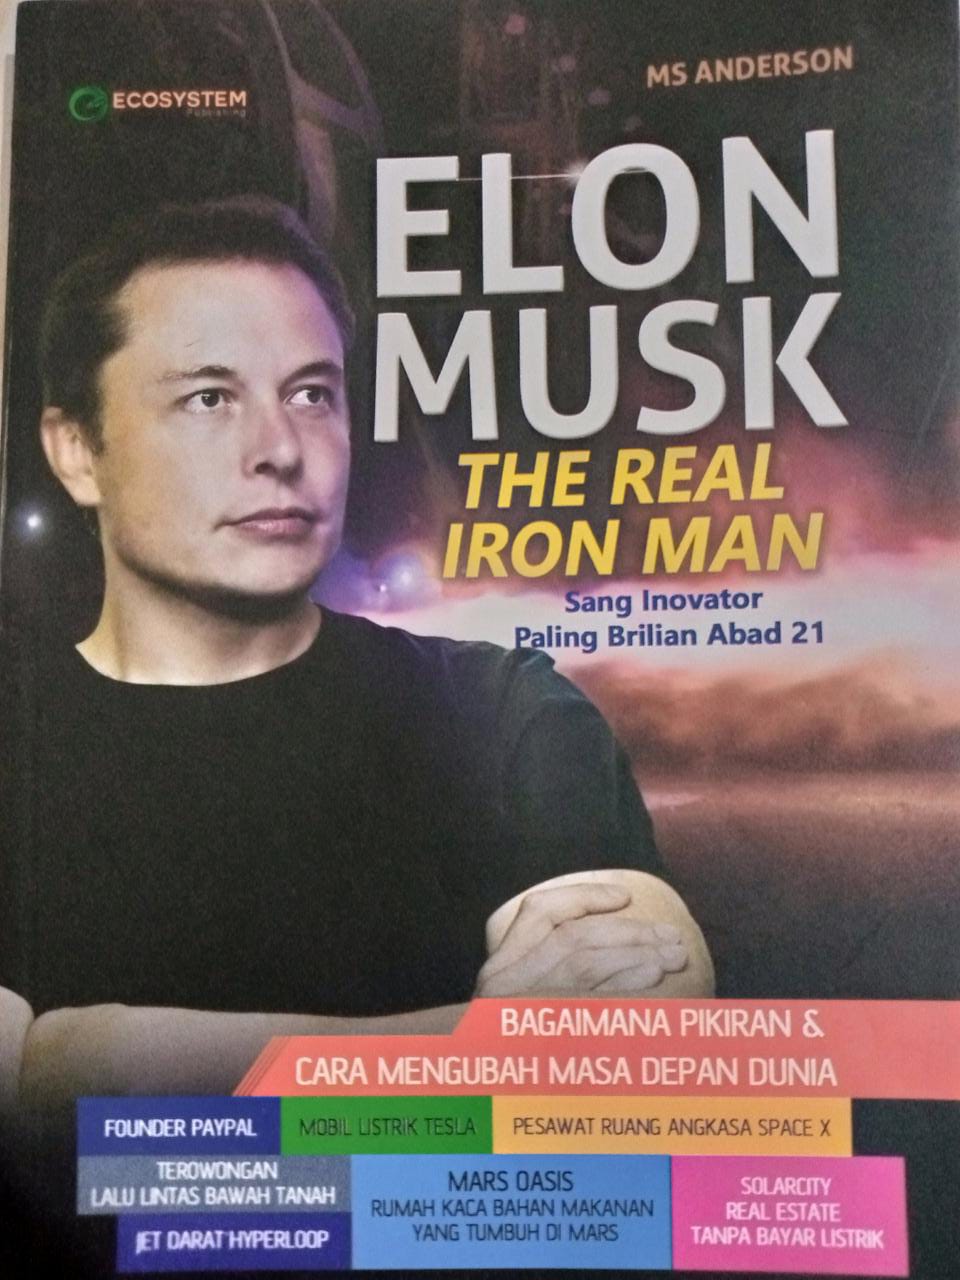 MS ANDERSON
ECOSYSTEM
Publishing
ELON
MUSK
THE REAL
IRON MAN
Sang Inovator
Paling Brilian Abad 21
BAGAIMANA PIKIRAN &
CARA MENGUBAH MASA DEPAN DUNIA
FOUNDER PAYPAL
MOBIL LISTRIK TESLA
PESAWAT RUANG ANGKASA SPACE X
TEROWONGAN
LALU LINTAS BAWAH TANAH
JET DARAT HYPERLOOP
MARS OASIS
RUMAH KACA BAHAN MAKANAN
YANG TUMBUH DI MARS
SOLARCITY
REAL ESTATE
TANPA BAYAR LISTRIK